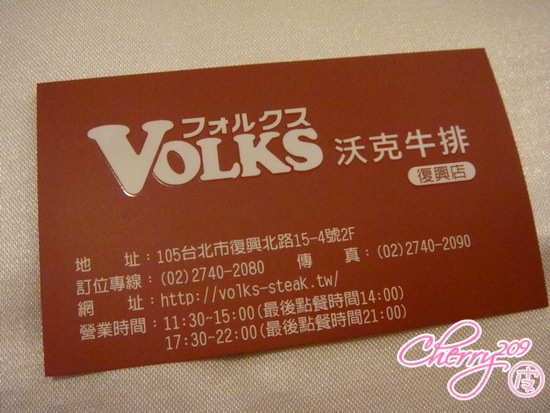 フォルクス
VOLKS 沃克牛排
復興店
地　址：105台北市復興北路15-4號2F
訂位專線：(02)2740-2080　傳　真：(02)2740-2090
網　址：http://volks-steak.tw/
營業時間：11:30~15:00(最後點餐時間14:00)
17:30~22:00(最後點餐時間21:00)
Cherry209
皮